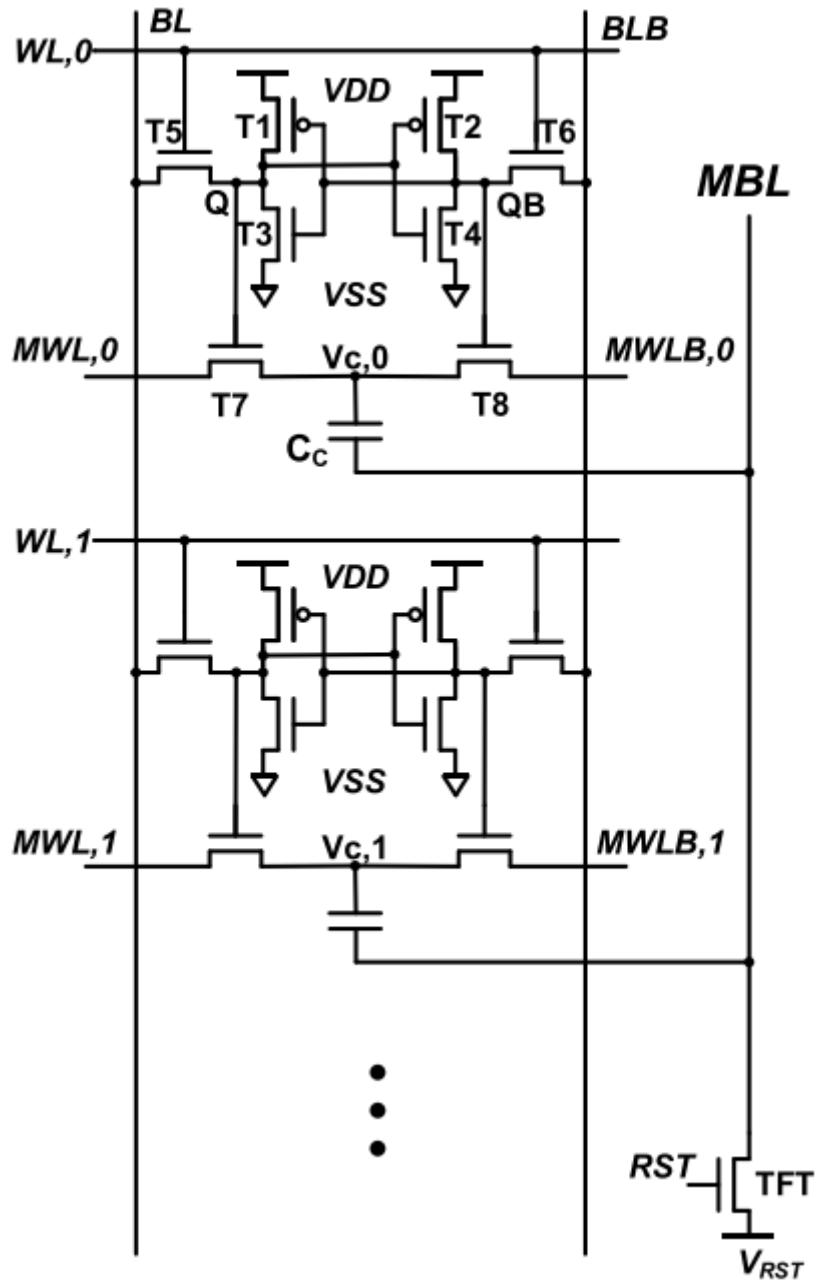 BL
BLB
WL,0
VDD
T5
T1
T2
T6
MBL
Q
QB
T3
T4
VSS
MWL,0
Vc,0
MWLB,0
T7
T8
CC
WL,1
VDD
VSS
MWL,1
Vc,1
MWLB,1
RST
TFT
VRST